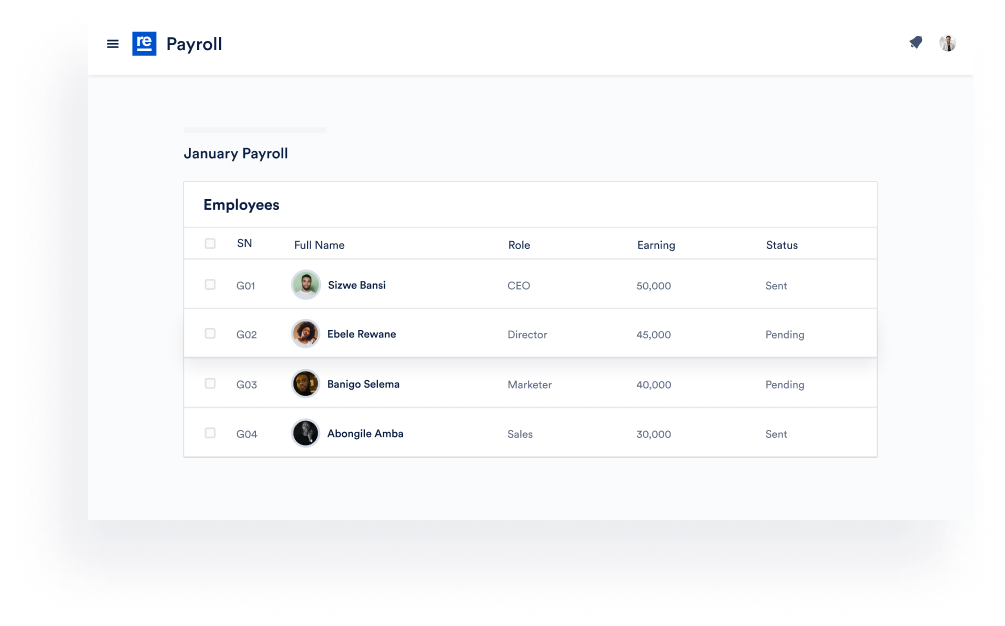 re Payroll
January Payroll
Employees
SN Full Name Role Earning Status
G01 Sizwe Bansi CEO 50,000 Sent
G02 Ebele Rewane Director 45,000 Pending
G03 Banigo Selema Marketer 40,000 Pending
G04 Abongile Amba Sales 30,000 Sent